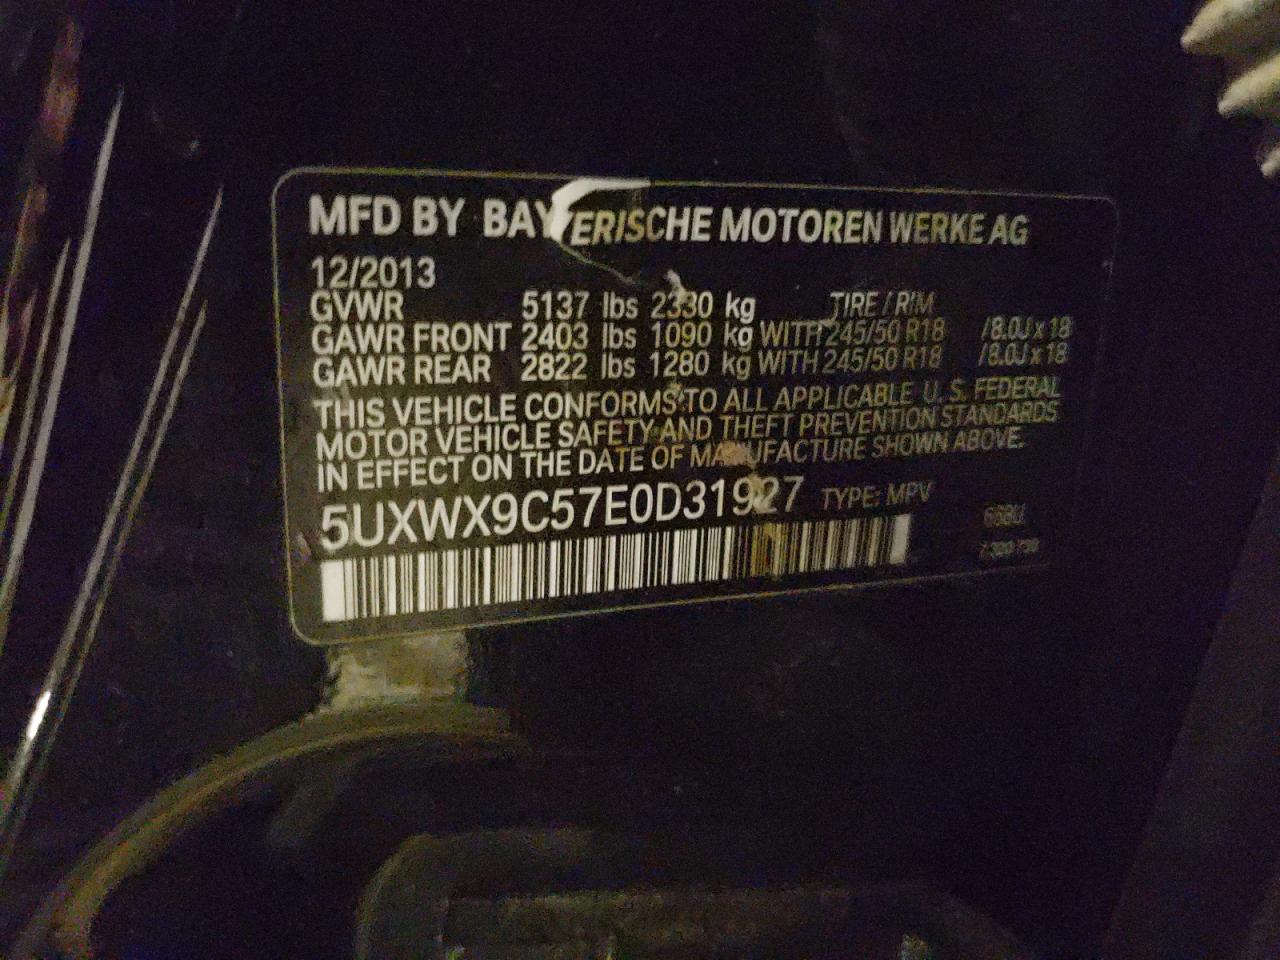 MFD BY BAYERISCHE MOTOREN WERKE AG
12/2013
GVWR 5137 lbs 2330 kg TIRE / RIM
GAWR FRONT 2403 lbs 1090 kg WITH 245/50 R18 /8.0J x 18
GAWR REAR 2822 lbs 1280 kg WITH 245/50 R18 /8.0J x 18
THIS VEHICLE CONFORMS TO ALL APPLICABLE U. S. FEDERAL
MOTOR VEHICLE SAFETY AND THEFT PREVENTION STANDARDS
IN EFFECT ON THE DATE OF MANUFACTURE SHOWN ABOVE.
5UXWX9C57E0D31927 TYPE: MPV